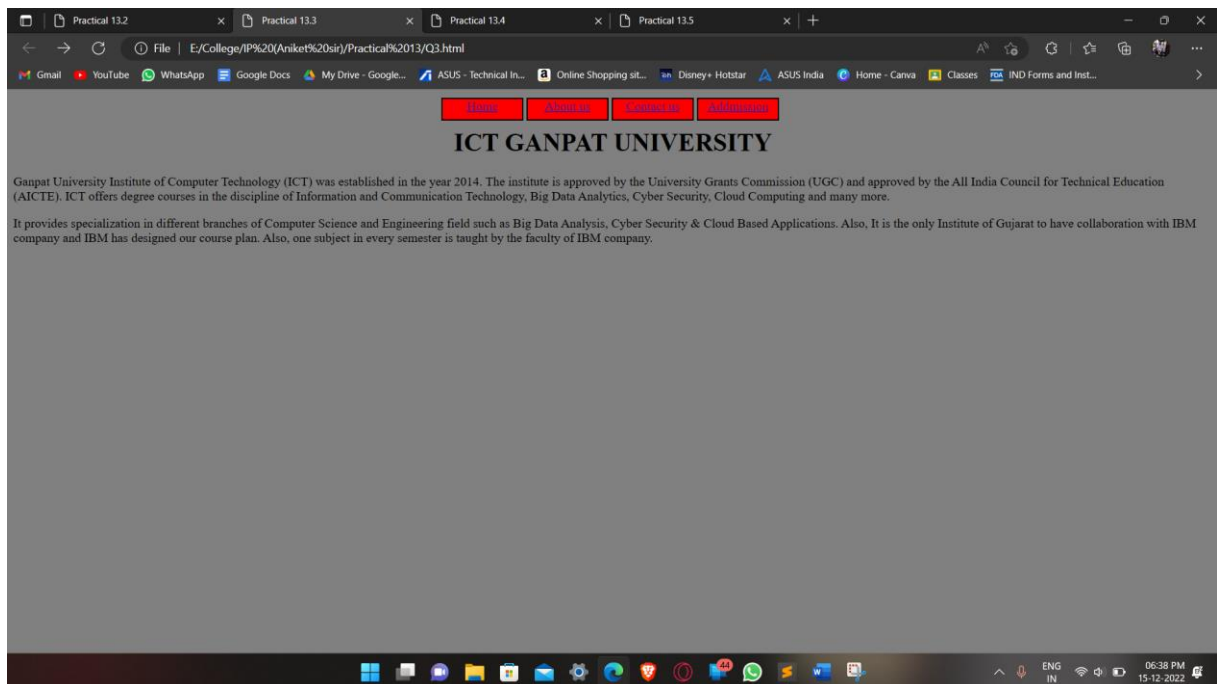 Practical 13.2
Practical 13.3
Practical 13.4
Practical 13.5
File
E:/College/IP%20(Aniket%20sir)/Practical%2013/Q3.html
Gmail
YouTube
WhatsApp
Google Docs
My Drive - Google...
ASUS - Technical In...
Online Shopping sit...
Disney+ Hotstar
ASUS India
Home - Canva
Classes
IND Forms and Inst...
Home
About us
Contact us
Addmission
ICT GANPAT UNIVERSITY
Ganpat University Institute of Computer Technology (ICT) was established in the year 2014. The institute is approved by the University Grants Commission (UGC) and approved by the All India Council for Technical Education
(AICTE). ICT offers degree courses in the discipline of Information and Communication Technology, Big Data Analytics, Cyber Security, Cloud Computing and many more.
It provides specialization in different branches of Computer Science and Engineering field such as Big Data Analysis, Cyber Security & Cloud Based Applications. Also, It is the only Institute of Gujarat to have collaboration with IBM
company and IBM has designed our course plan. Also, one subject in every semester is taught by the faculty of IBM company.
44
ENG
IN
06:38 PM
15-12-2022